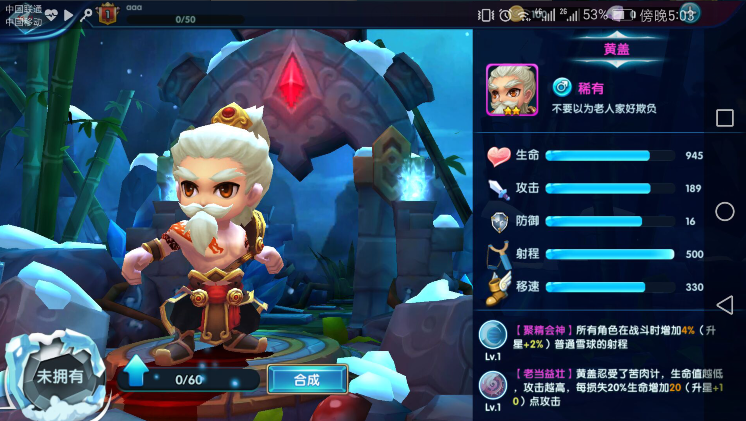 中国联通
中国移动
1
0/50
4G
2G
53%
傍晚5:03
黄盖
稀有
不要以为老人家好欺负
生命 945
攻击 189
防御 16
射程 500
移速 330
【聚精会神】所有角色在战斗时增加4%（升
星+2%）普通雪球的射程
Lv.1
【老当益壮】黄盖忍受了苦肉计，生命值越低
，攻击越高，每损失20%生命增加20（升星+1
0）点攻击
Lv.1
未拥有
0/60
合成